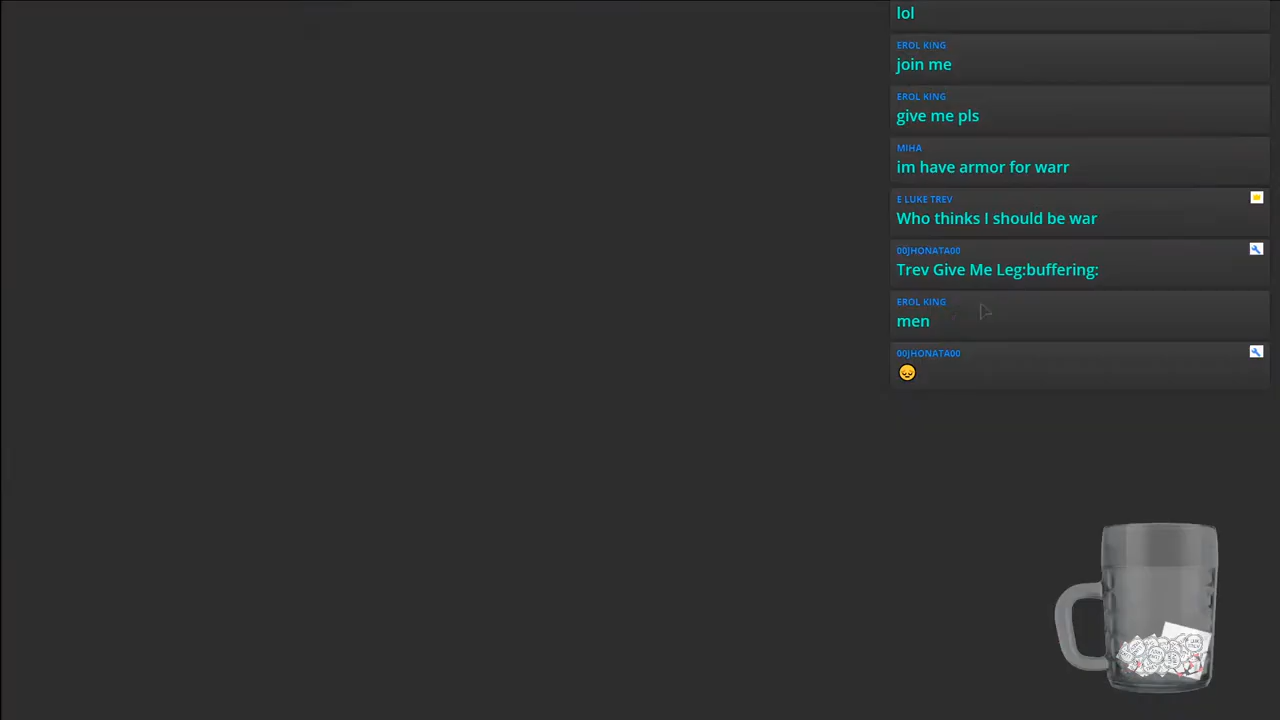 lol
EROL KING
join me
EROL KING
give me pls
MIHA
im have armor for warr
E LUKE TREV
Who thinks I should be war
00JHONATA00
Trev Give Me Leg:buffering:
EROL KING
men
00JHONATA00
😔